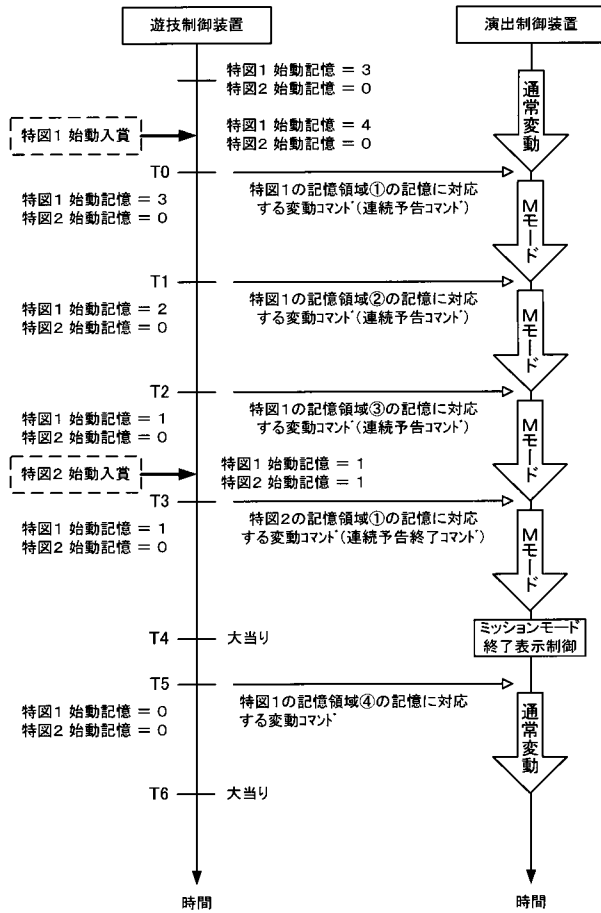 遊技制御装置
演出制御装置
特図1 始動記憶 = 3
特図2 始動記憶 = 0
通常変動
特図1 始動入賞
特図1 始動記憶 = 4
特図2 始動記憶 = 0
T0
特図1の記憶領域①の記憶に対応
する変動コマンド(連続予告コマンド)
特図1 始動記憶 = 3
特図2 始動記憶 = 0
Mモード
T1
特図1の記憶領域②の記憶に対応
する変動コマンド(連続予告コマンド)
特図1 始動記憶 = 2
特図2 始動記憶 = 0
Mモード
T2
特図1の記憶領域③の記憶に対応
する変動コマンド(連続予告コマンド)
特図1 始動記憶 = 1
特図2 始動記憶 = 0
Mモード
特図2 始動入賞
特図1 始動記憶 = 1
特図2 始動記憶 = 1
T3
特図2の記憶領域①の記憶に対応
する変動コマンド(連続予告終了コマンド)
特図1 始動記憶 = 1
特図2 始動記憶 = 0
Mモード
T4
大当り
ミッションモード
終了表示制御
T5
特図1の記憶領域④の記憶に対応
する変動コマンド
特図1 始動記憶 = 0
特図2 始動記憶 = 0
通常変動
T6
大当り
時間
時間